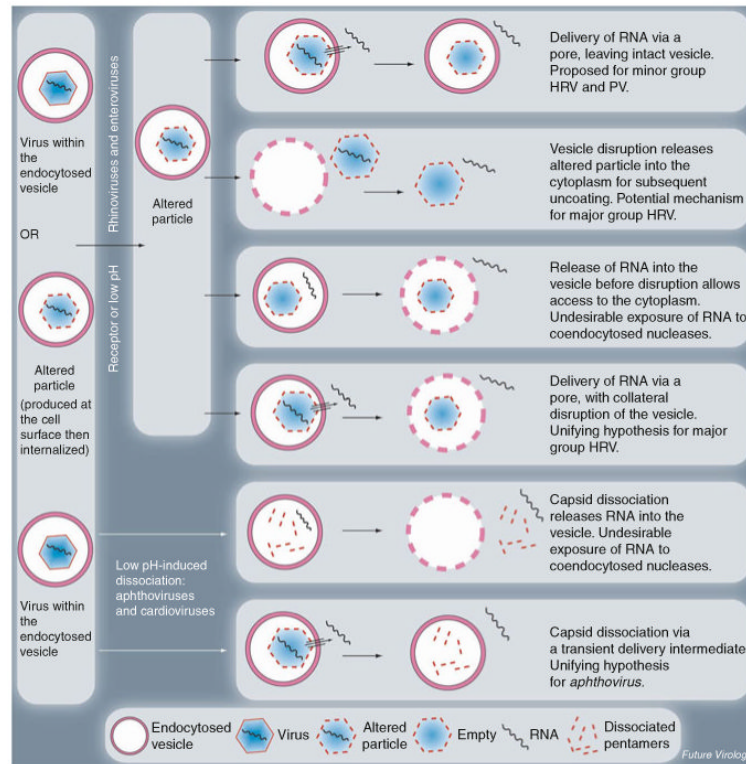 Virus within
the
endocytosed
vesicle
OR
Altered
particle
(produced at
the cell
surface then
internalized)
Virus within
the
endocytosed
vesicle
Rhinoviruses and enteroviruses
Receptor or low pH
Altered
particle
Low pH-induced
dissociation:
aphthoviruses
and cardioviruses
Delivery of RNA via a
pore, leaving intact vesicle.
Proposed for minor group
HRV and PV.
Vesicle disruption releases
altered particle into the
cytoplasm for subsequent
uncoating. Potential mechanism
for major group HRV.
Release of RNA into the
vesicle before disruption allows
access to the cytoplasm.
Undesirable exposure of RNA to
coendocytosed nucleases.
Delivery of RNA via a
pore, with collateral
disruption of the vesicle.
Unifying hypothesis for major
group HRV.
Capsid dissociation
releases RNA into the
vesicle. Undesirable
exposure of RNA to
coendocytosed nucleases.
Capsid dissociation via
a transient delivery intermediate
Unifying hypothesis
for aphthovirus.
Endocytosed
vesicle
Virus
Altered
particle
Empty
RNA
Dissociated
pentamers
Future Virology